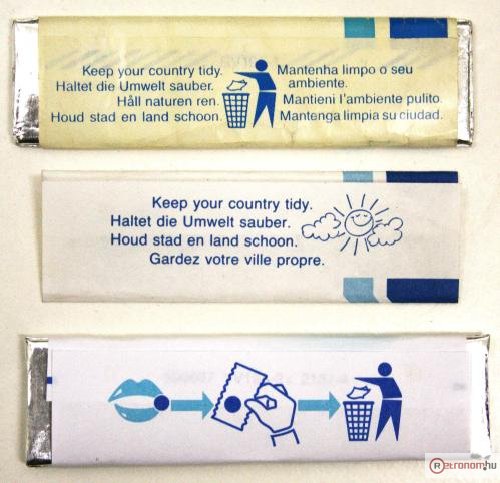 Keep your country tidy.
Haltet die Umwelt sauber.
Håll naturen ren.
Houd stad en land schoon.
Mantenha limpo o seu
ambiente.
Mantieni l'ambiente pulito.
Mantenga limpia su ciudad.
Keep your country tidy.
Haltet die Umwelt sauber.
Houd stad en land schoon.
Gardez votre ville propre.
Retronom.hu